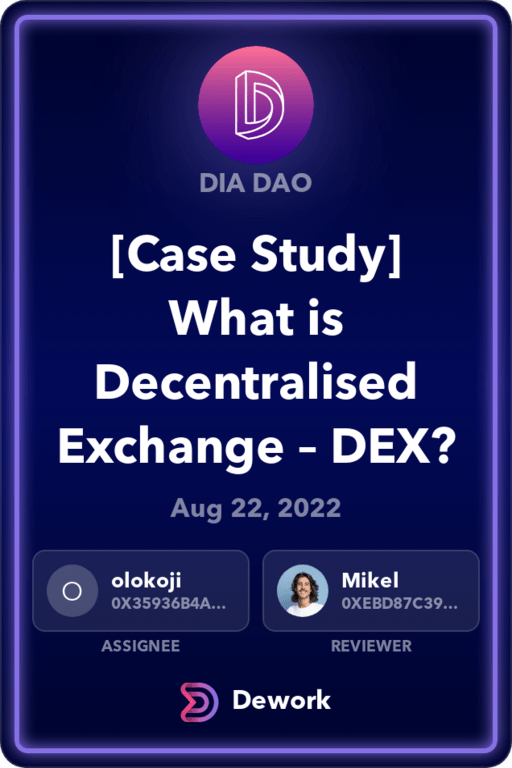 DIA DAO
[Case Study]
What is
Decentralised
Exchange – DEX?
Aug 22, 2022
O
olokoji
0X35936B4A...
ASSIGNEE
Mikel
0XEBD87C39...
REVIEWER
Dework